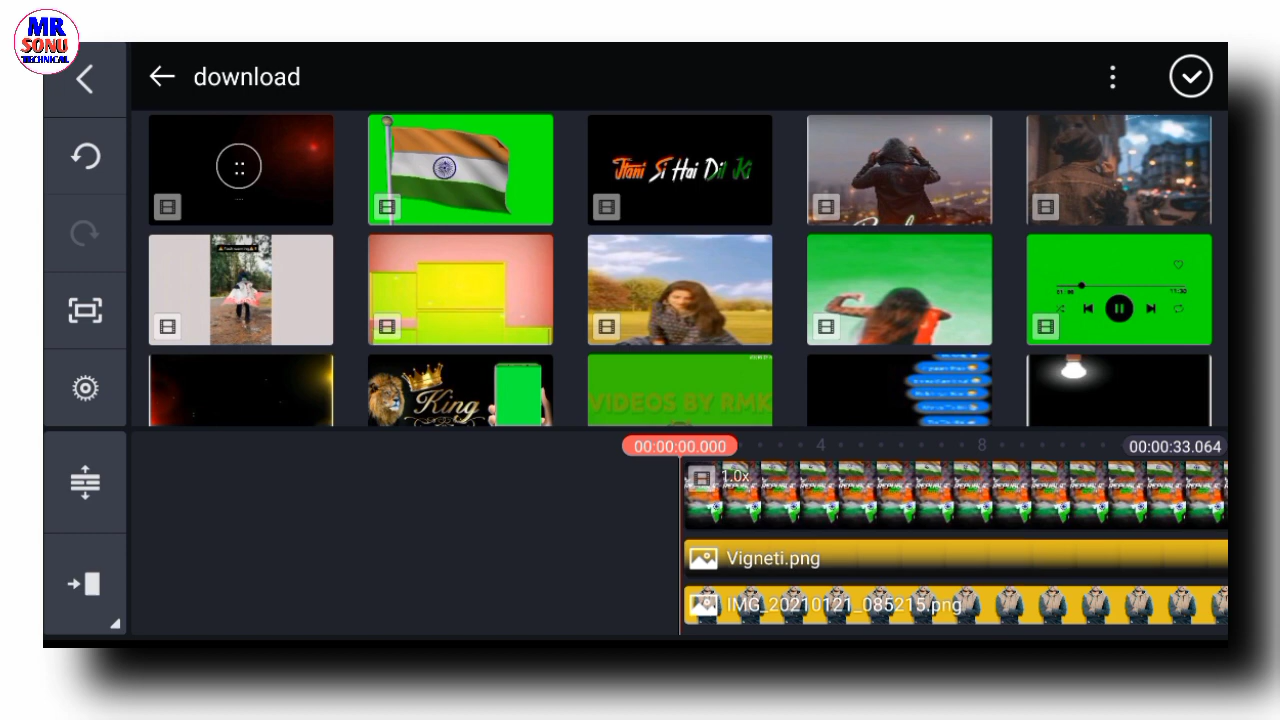 MR
SONU
TECHNICAL
download
Jiani Si Hai Dil Ki
King
VIDEOS BY RMK
00:00:00.000
4
8
00:00:33.064
1.0x
Vigneti.png
IMG_20210121_085215.png